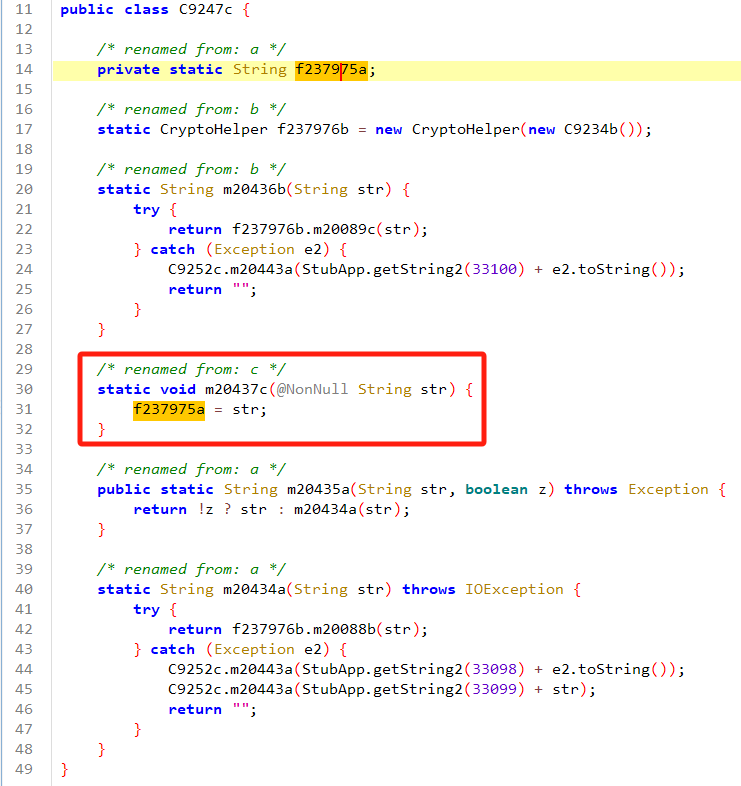 11 public class C9247c {
12
13     /* renamed from: a */
14     private static String f237975a;
15
16     /* renamed from: b */
17     static CryptoHelper f237976b = new CryptoHelper(new C9234b());
18
19     /* renamed from: b */
20     static String m20436b(String str) {
21         try {
22             return f237976b.m20089c(str);
23         } catch (Exception e2) {
24             C9252c.m20443a(StubApp.getString2(33100) + e2.toString());
25             return "";
26         }
27     }
28
29     /* renamed from: c */
30     static void m20437c(@NonNull String str) {
31         f237975a = str;
32     }
33
34     /* renamed from: a */
35     public static String m20435a(String str, boolean z) throws Exception {
36         return !z ? str : m20434a(str);
37     }
38
39     /* renamed from: a */
40     static String m20434a(String str) throws IOException {
41         try {
42             return f237976b.m20088b(str);
43         } catch (Exception e2) {
44             C9252c.m20443a(StubApp.getString2(33098) + e2.toString());
45             C9252c.m20443a(StubApp.getString2(33099) + str);
46             return "";
47         }
48     }
49 }